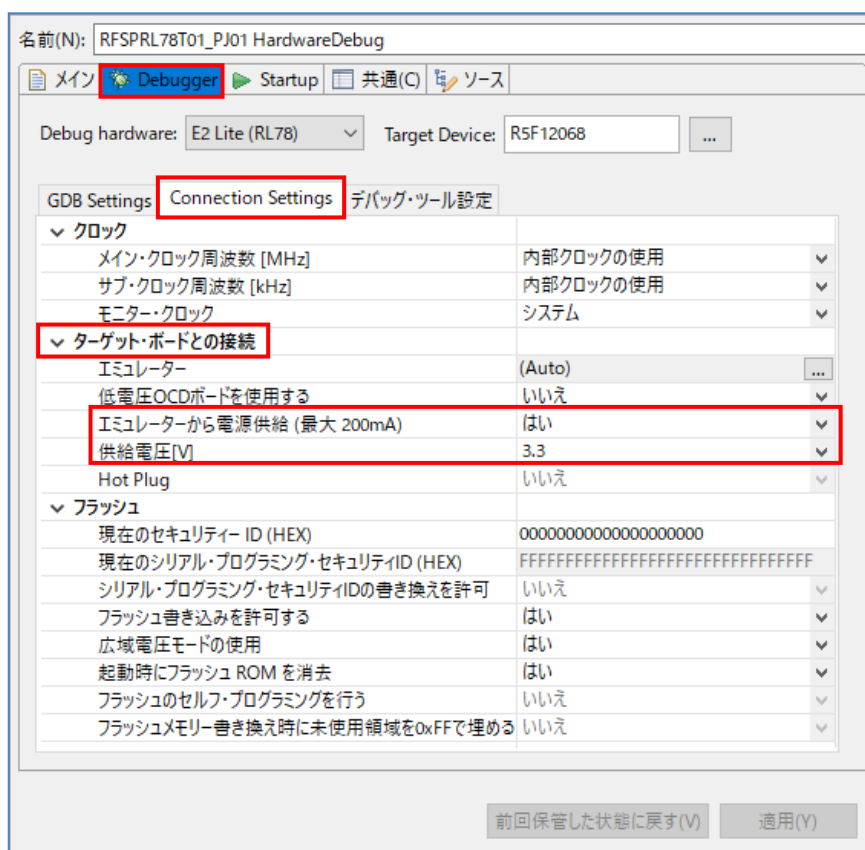 名前(N): RFSPRL78T01_PJ01 HardwareDebug
メイン Debugger Startup 共通(C) ソース
Debug hardware: E2 Lite (RL78) Target Device: R5F12068 ...
GDB Settings Connection Settings デバッグ・ツール設定
クロック
メイン・クロック周波数 [MHz] 内部クロックの使用
サブ・クロック周波数 [kHz] 内部クロックの使用
モニター・クロック システム
ターゲット・ボードとの接続
エミュレーター (Auto) ...
低電圧OCDボードを使用する いいえ
エミュレーターから電源供給 (最大 200mA) はい
供給電圧[V] 3.3
Hot Plug いいえ
フラッシュ
現在のセキュリティー ID (HEX) 00000000000000000000
現在のシリアル・プログラミング・セキュリティID (HEX) FFFFFFFFFFFFFFFFFFFFFFFFFFFFFFFF
シリアル・プログラミング・セキュリティIDの書き換えを許可 いいえ
フラッシュ書き込みを許可する はい
広域電圧モードの使用 はい
起動時にフラッシュ ROM を消去 はい
フラッシュのセルフ・プログラミングを行う いいえ
フラッシュメモリー書き換え時に未使用領域を0xFFで埋める いいえ
前回保管した状態に戻す(V) 適用(Y)